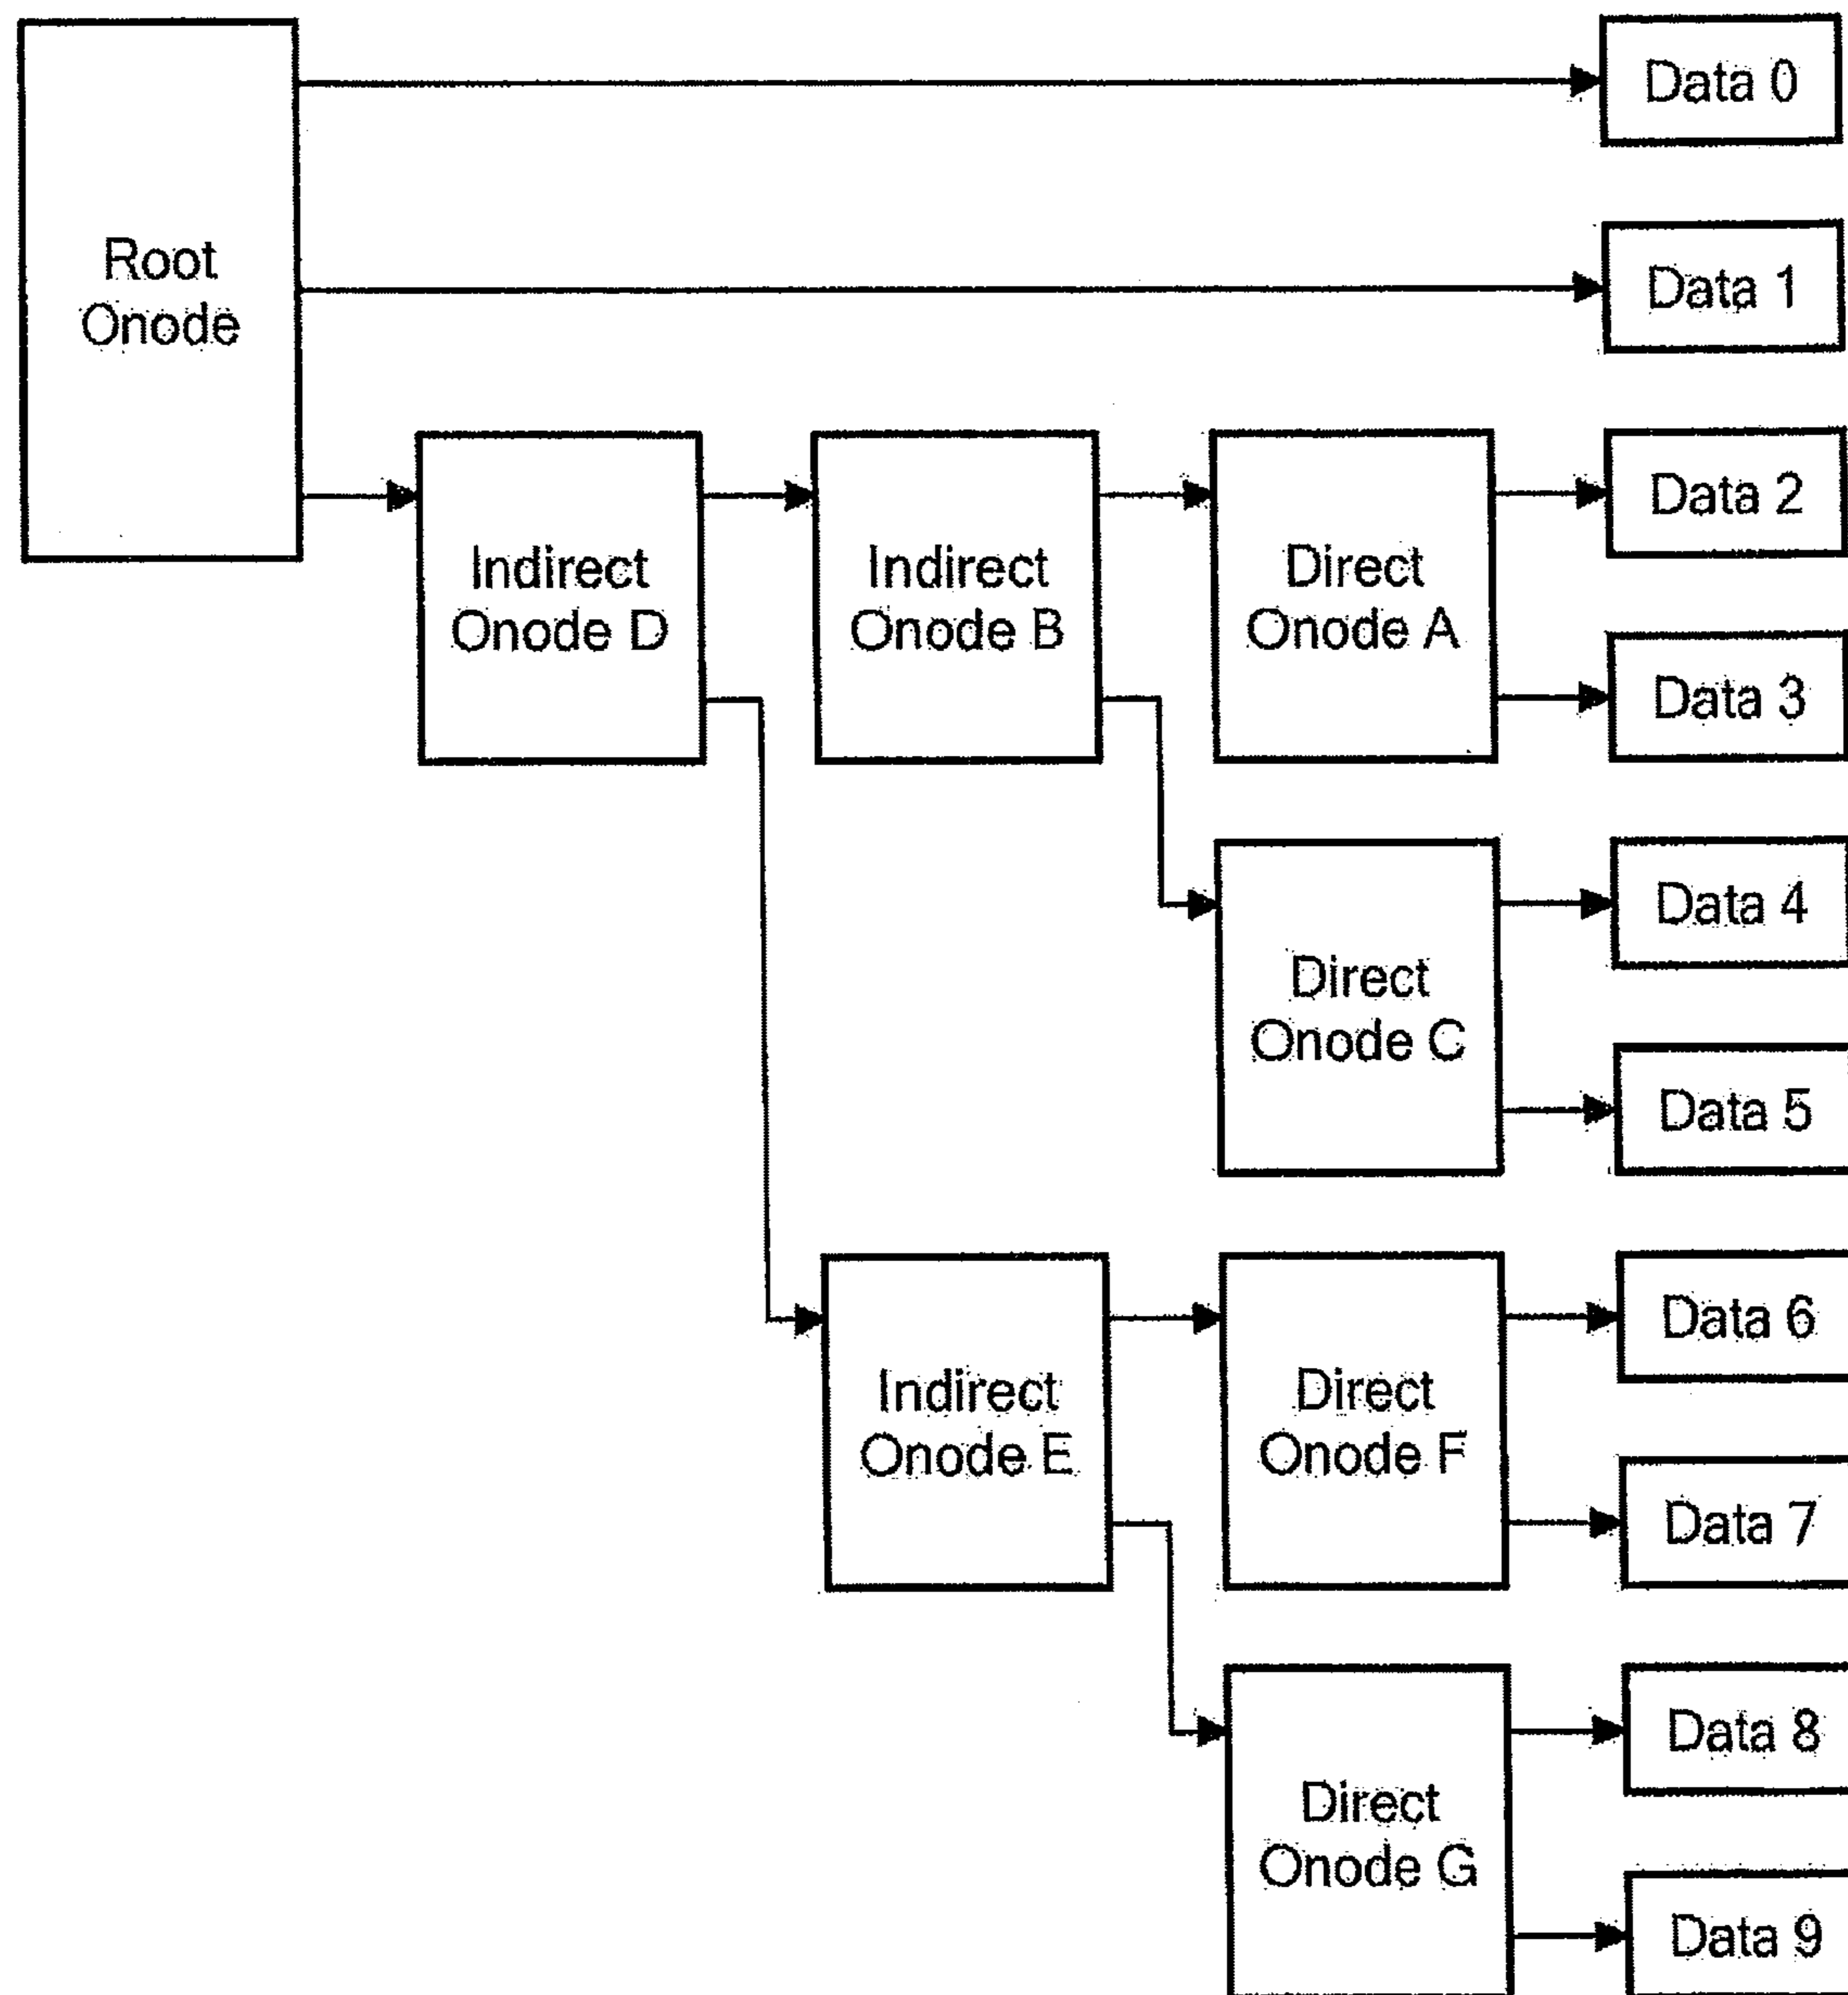 Data 0
Root
Onode
Data 1
Indirect
Onode D
Indirect
Onode B
Direct
Onode A
Data 2
Data 3
Direct
Onode C
Data 4
Data 5
Indirect
Onode E
Direct
Onode F
Data 6
Data 7
Direct
Onode G
Data 8
Data 9